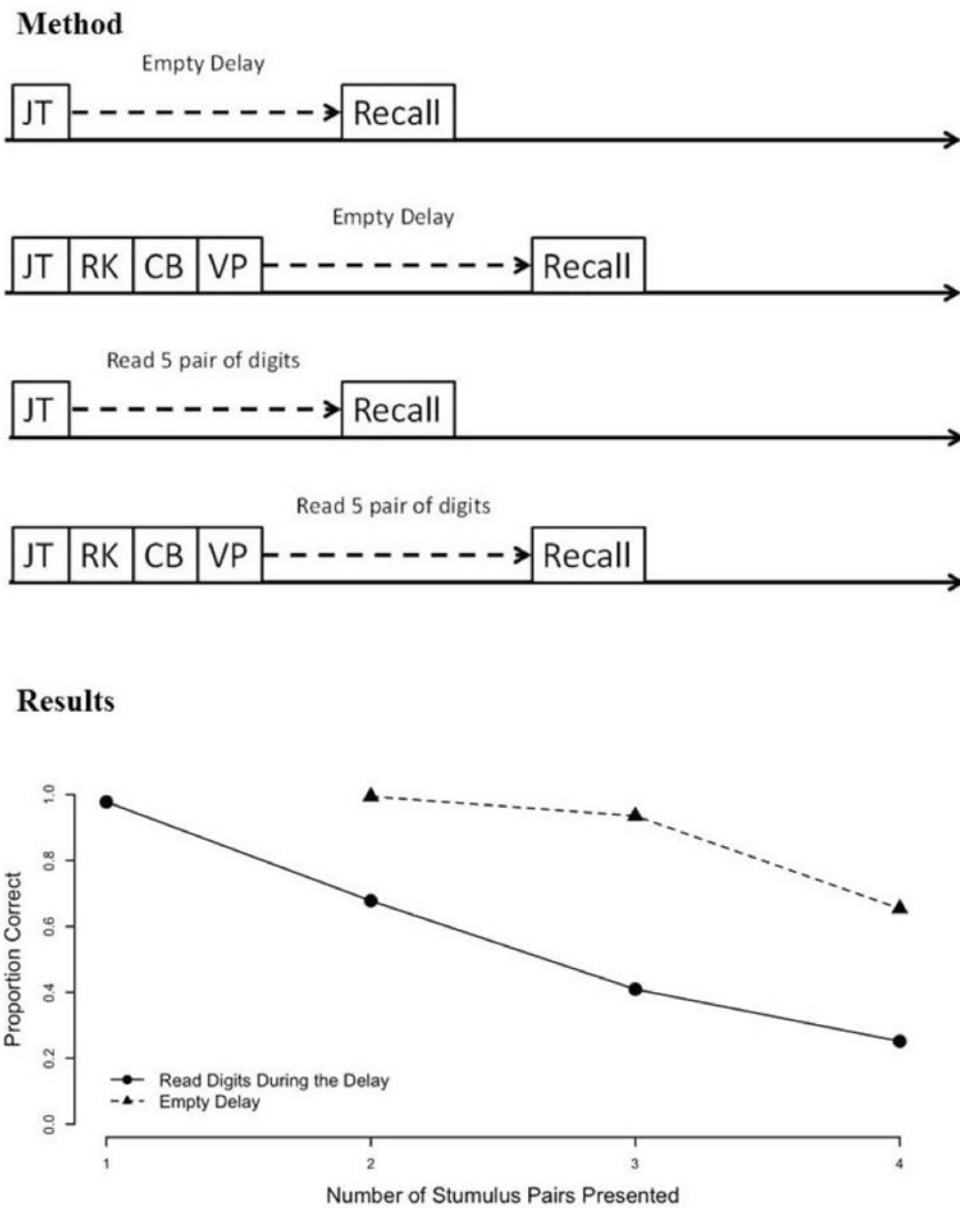 Method
Empty Delay
JT Recall
Empty Delay
JT RK CB VP Recall
Read 5 pair of digits
JT Recall
Read 5 pair of digits
JT RK CB VP Recall
Results
Proportion Correct
1.0
0.8
0.6
0.4
0.2
0.0
Read Digits During the Delay
Empty Delay
1 2 3 4
Number of Stumulus Pairs Presented